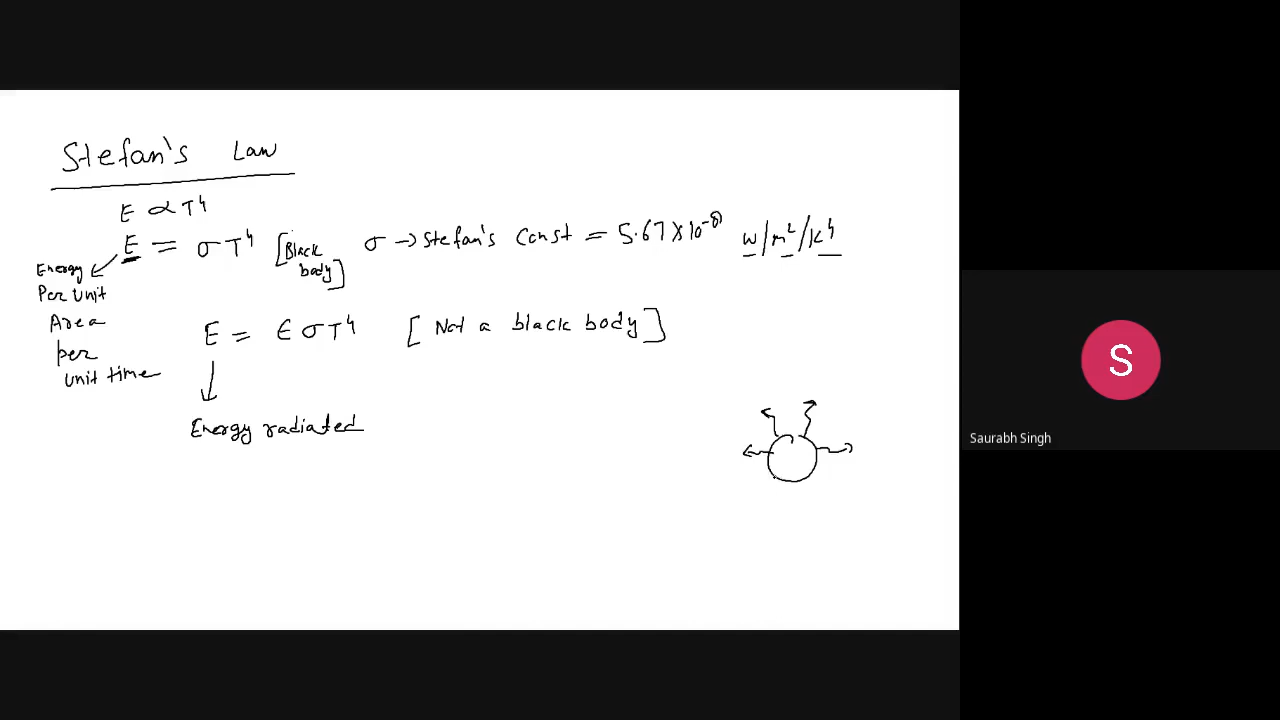 Stefan's Law
E ∝ T⁴
E = σT⁴ [Black body] σ → Stefan's Const = 5.67 × 10⁻⁸ W/m²/K⁴
Energy
Per Unit
Area
per
unit time
E = ϵσT⁴ [Not a black body]
Energy radiated
S
Saurabh Singh